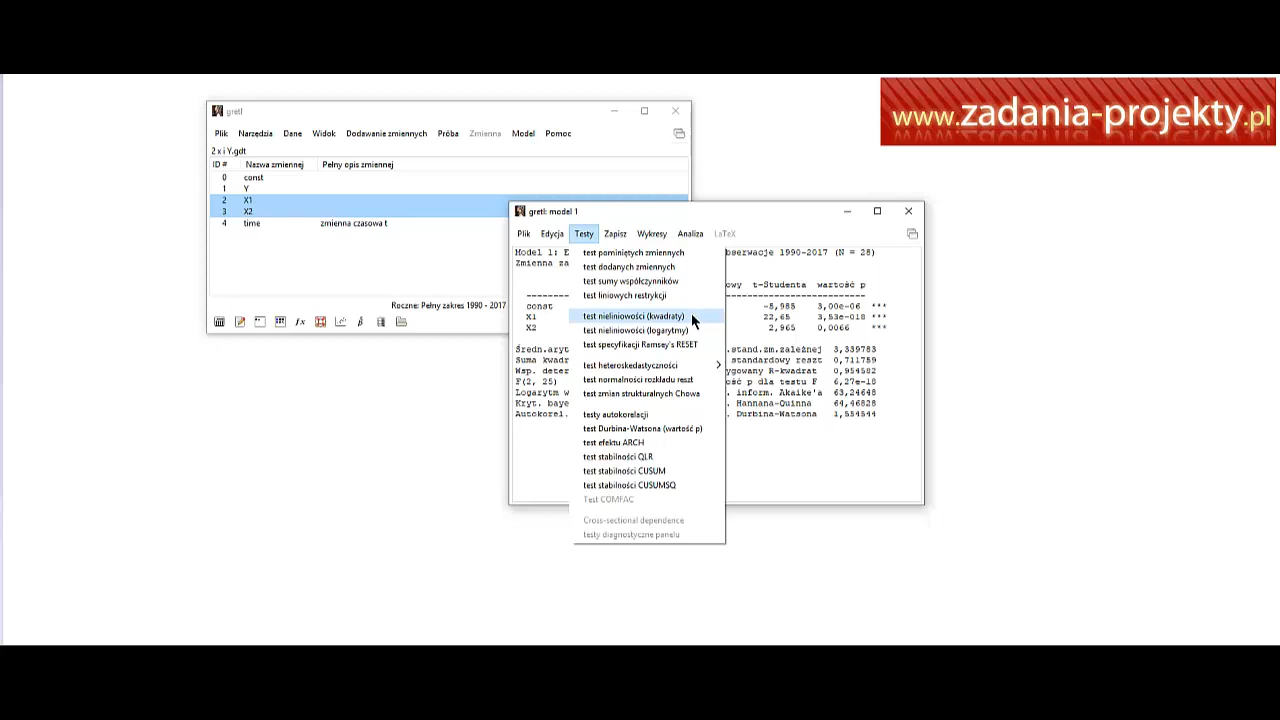 www.zadania-projekty.pl
gretl
Plik Narzędzia Dane Widok Dodawanie zmiennych Próba Zmienna Model Pomoc
2 x i Y.gdt
ID # Nazwa zmiennej Pełny opis zmiennej
0 const
1 Y
2 X1
3 X2
4 time zmienna czasowa t
Roczne: Pełny zakres 1990 - 2017
gretl: model 1
Plik Edycja Testy Zapisz Wykresy Analiza LaTeX
Model 1: E
bserwacje 1990-2017 (N = 28)
Zmienna za
owy t-Studenta wartość p
const -5,985 3,00e-06 ***
X1 22,65 3,53e-018 ***
X2 2,965 0,0066 ***
Średn.aryt .stand.zm.zależnej 3,339783
Suma kwadr standardowy reszt 0,711759
Wsp. deter ygowany R-kwadrat 0,954582
F(2, 25) ość p dla testu F 6,27e-18
Logarytm w . inform. Akaike'a 63,24648
Kryt. baye . Hannana-Quinna 64,46828
Autokorel. . Durbina-Watsona 1,554544
test pominiętych zmiennych
test dodanych zmiennych
test sumy współczynników
test liniowych restrykcji
test nieliniowości (kwadraty)
test nieliniowości (logarytmy)
test specyfikacji Ramsey's RESET
test heteroskedastyczności
test normalności rozkładu reszt
test zmian strukturalnych Chowa
testy autokorelacji
test Durbina-Watsona (wartość p)
test efektu ARCH
test stabilności QLR
test stabilności CUSUM
test stabilności CUSUMSQ
Test COMFAC
Cross-sectional dependence
testy diagnostyczne panelu